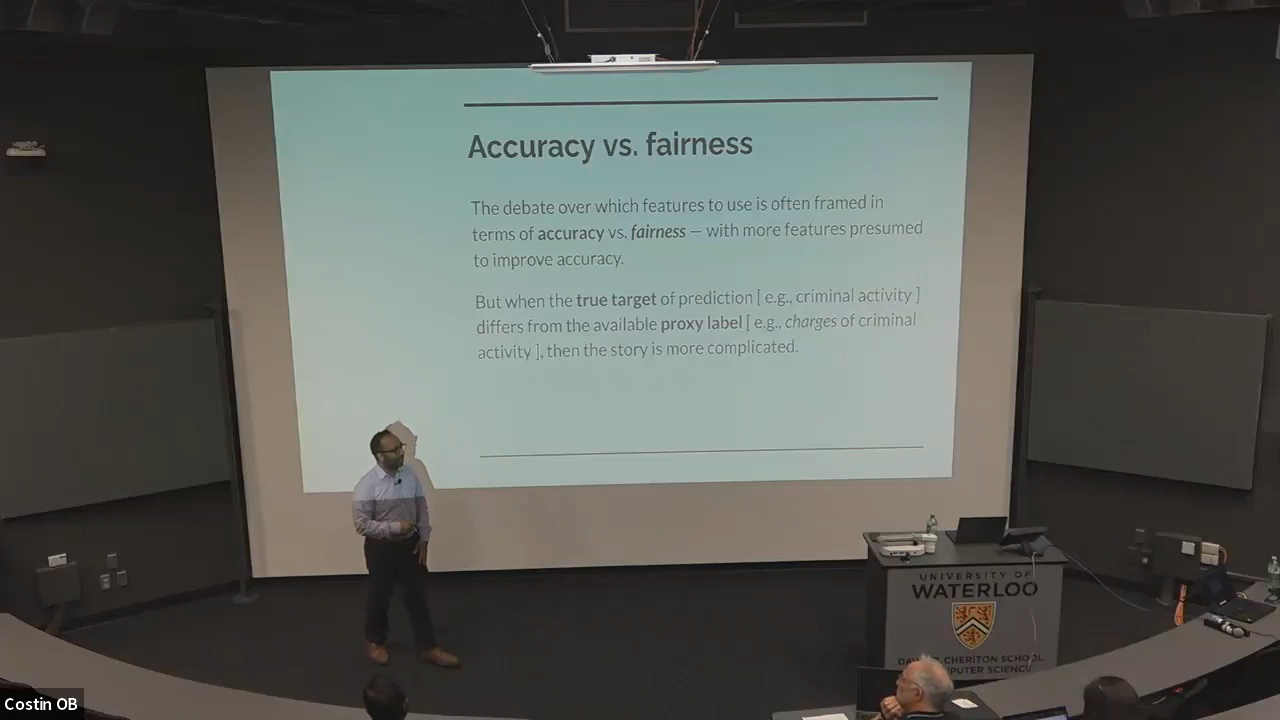 Accuracy vs. fairness
The debate over which features to use is often framed in
terms of accuracy vs. fairness — with more features presumed
to improve accuracy.
But when the true target of prediction [ e.g., criminal activity ]
differs from the available proxy label [ e.g., charges of criminal
activity ], then the story is more complicated.
UNIVERSITY OF
WATERLOO
CHERITON SCHOOL
SCIENCE
Costin OB